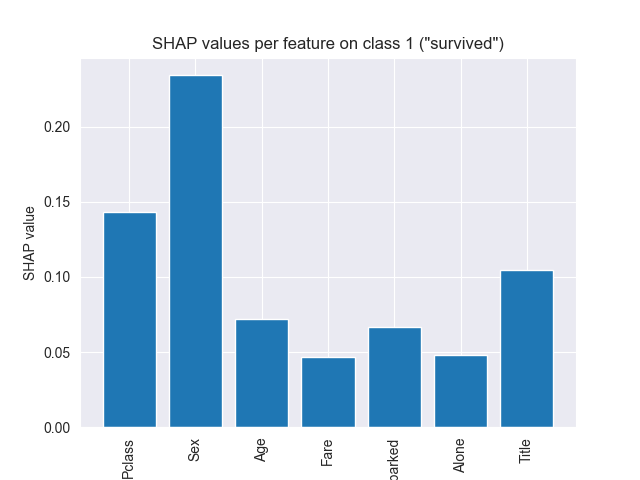 SHAP values per feature on class 1 ("survived")
SHAP value
0.20
0.15
0.10
0.05
0.00
Pclass
Sex
Age
Fare
parked
Alone
Title